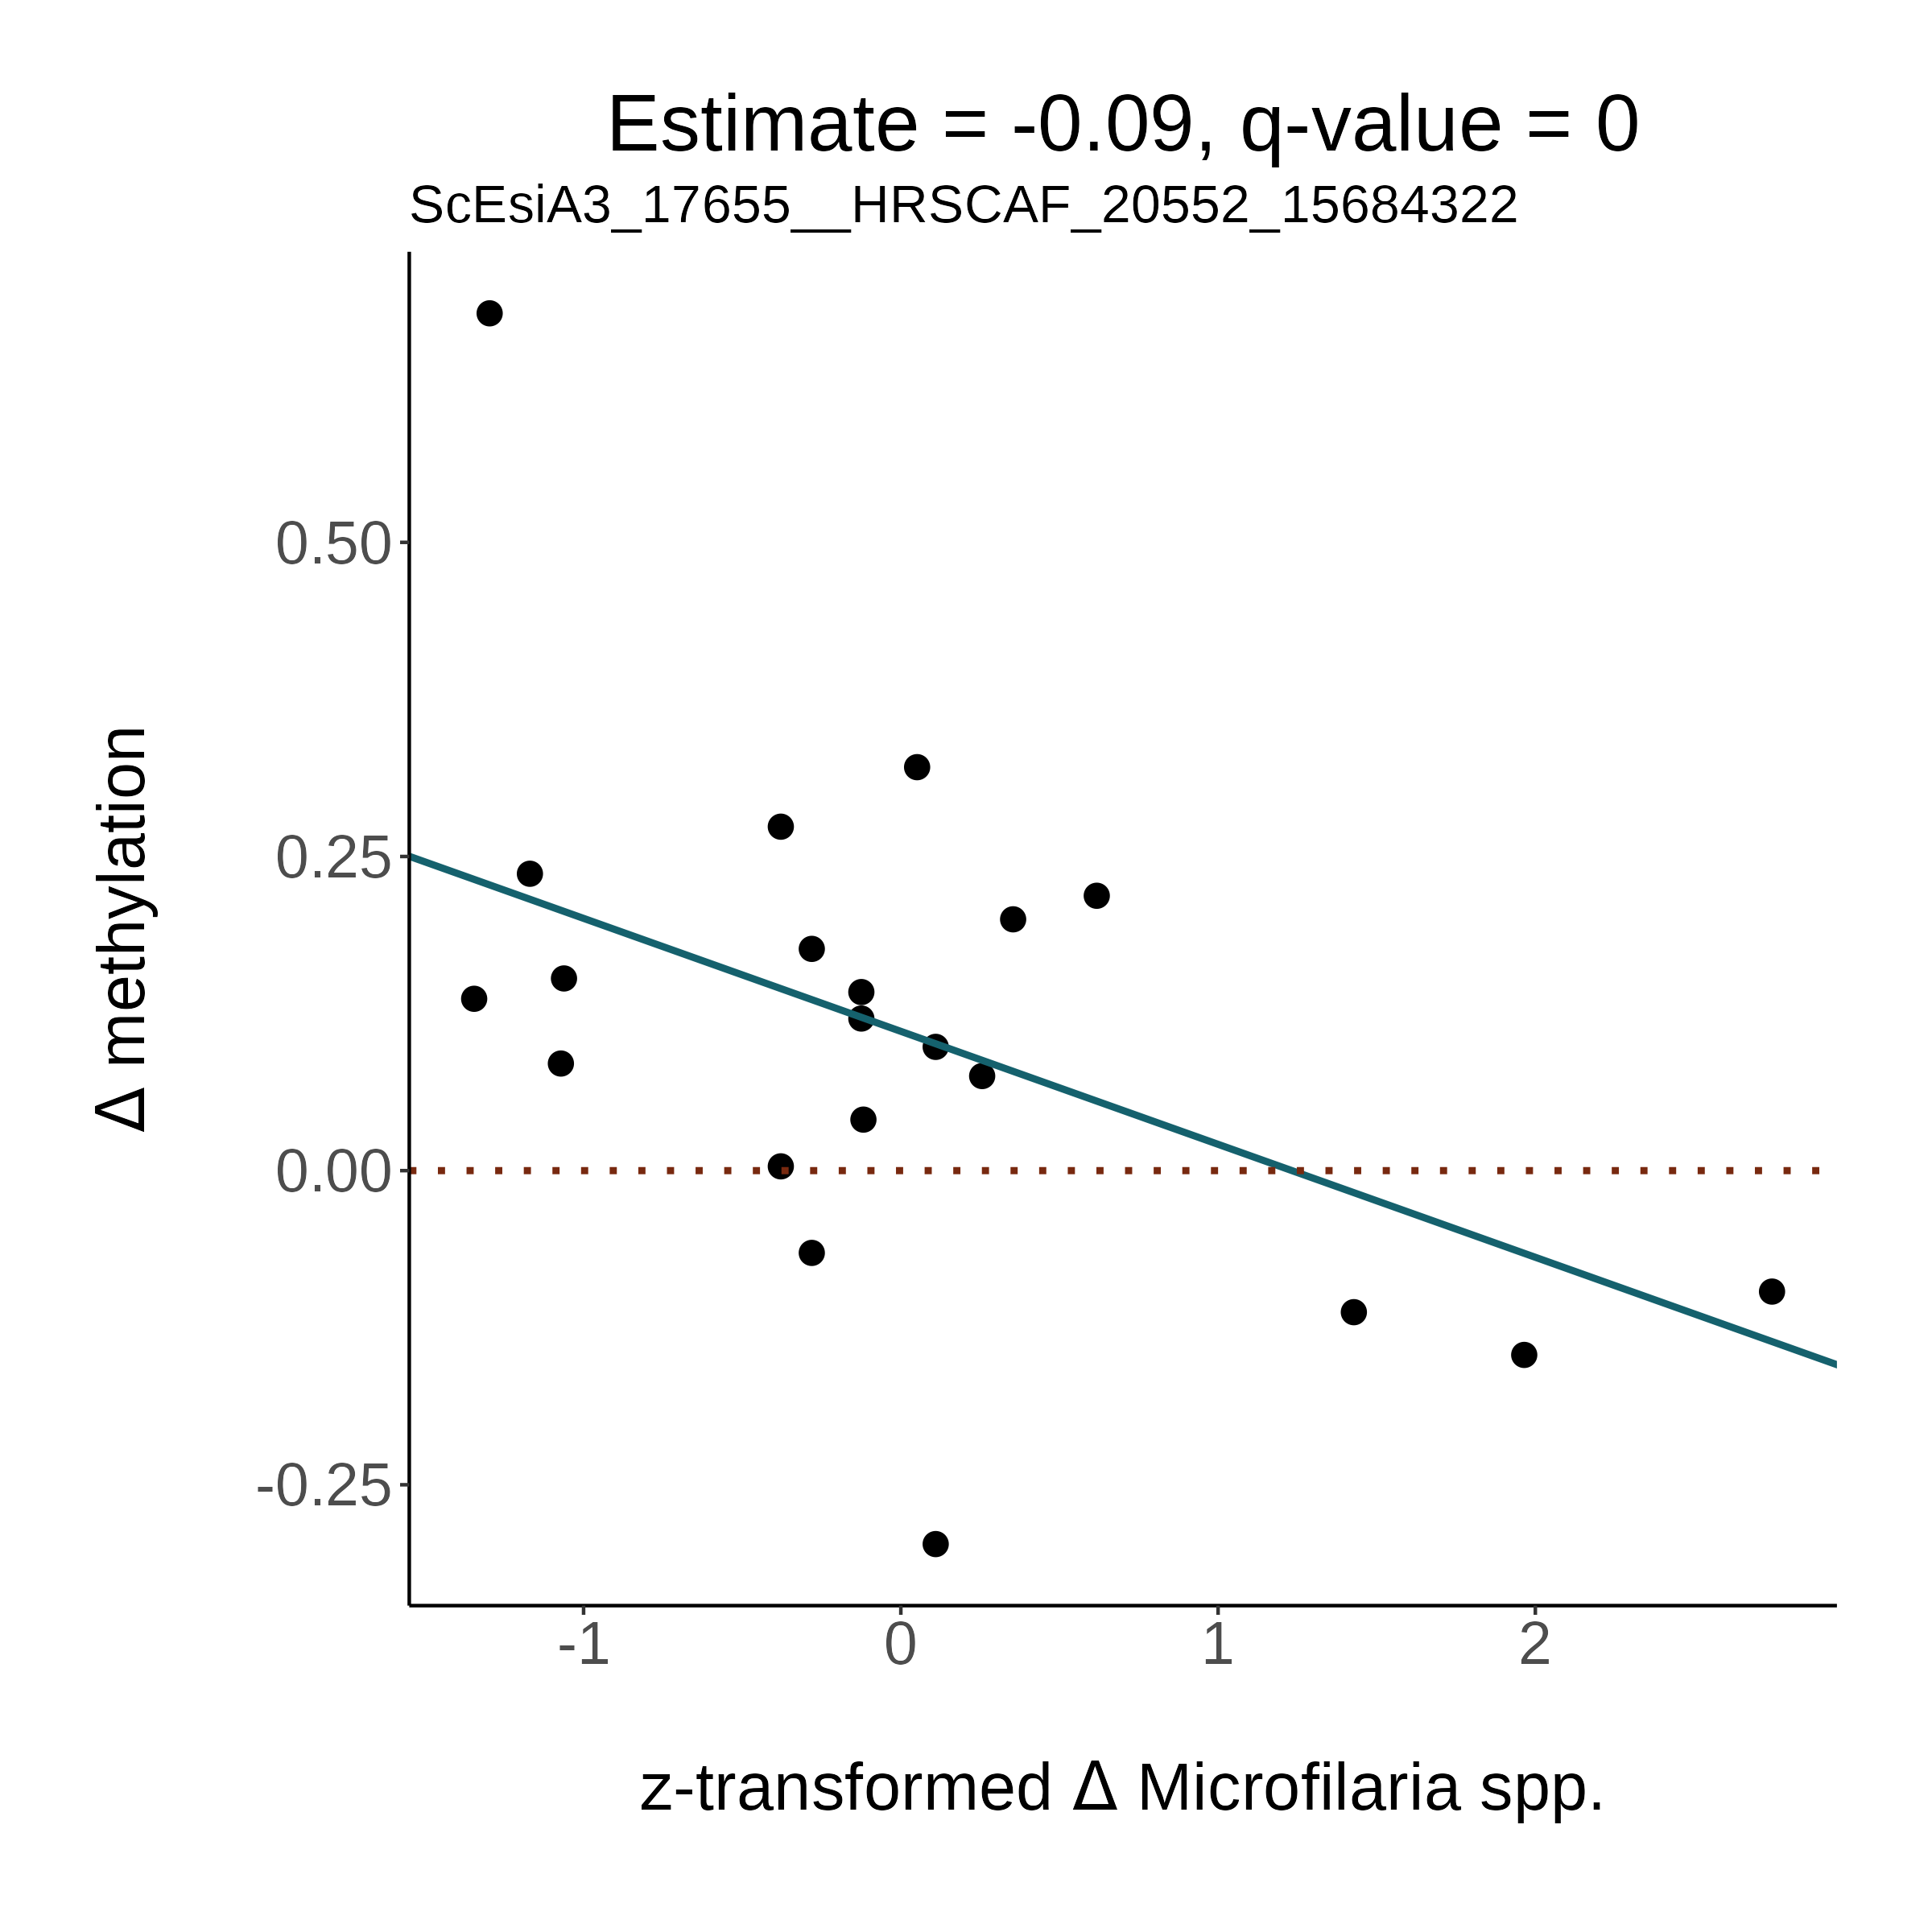 Estimate = -0.09, q-value = 0
ScEsiA3_17655__HRSCAF_20552_15684322
Δ methylation
0.50
0.25
0.00
-0.25
-1 0 1 2
z-transformed Δ Microfilaria spp.